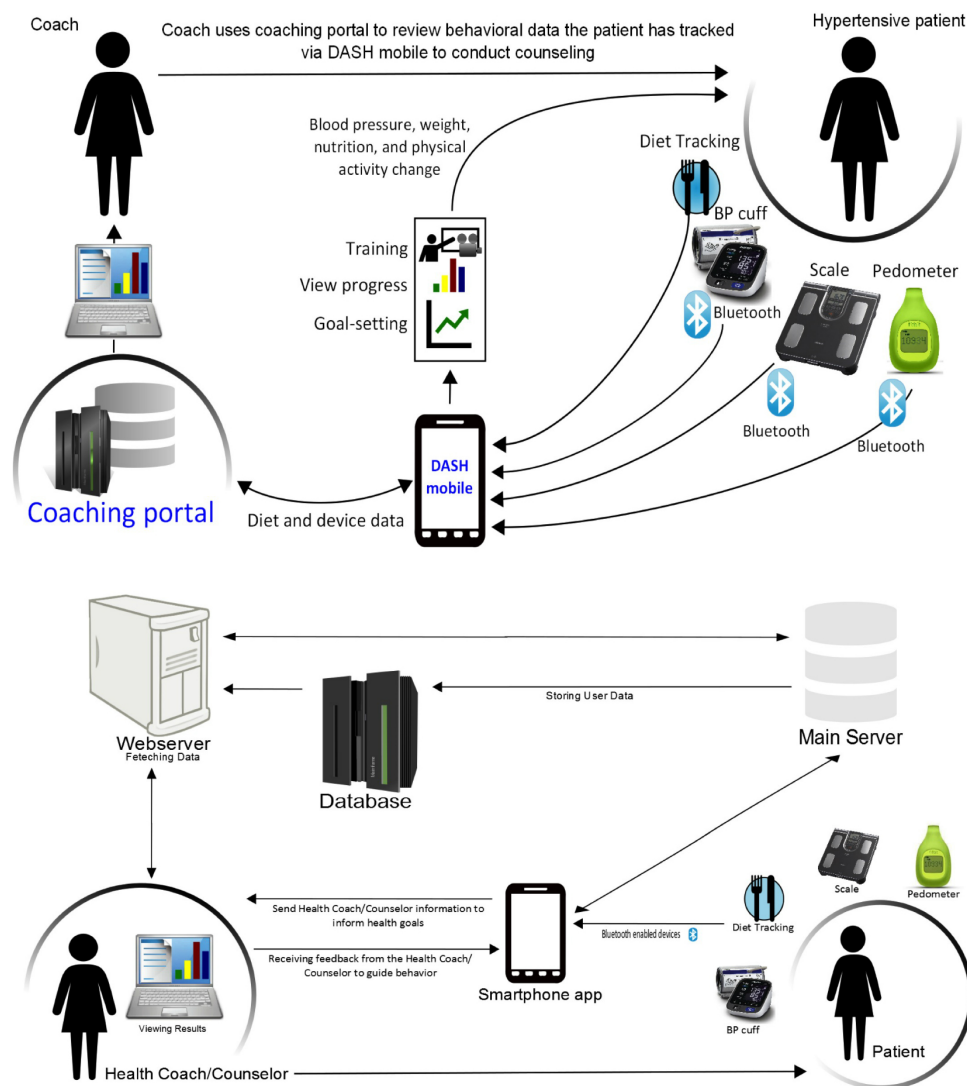 Coach
Coach uses coaching portal to review behavioral data the patient has tracked
via DASH mobile to conduct counseling
Hypertensive patient
Blood pressure, weight,
nutrition, and physical
activity change
Diet Tracking
BP cuff
Training
View progress
Goal-setting
Scale
Pedometer
Bluetooth
Bluetooth
Bluetooth
DASH
mobile
Coaching portal
Diet and device data
Storing User Data
Webserver
Feteching Data
Main Server
Database
Scale
Pedometer
Send Health Coach/Counselor information to
inform health goals
Diet Tracking
Bluetooth enabled devices
Receiving feedback from the Health Coach/
Counselor to guide behavior
Smartphone app
Viewing Results
BP cuff
Patient
Health Coach/Counselor